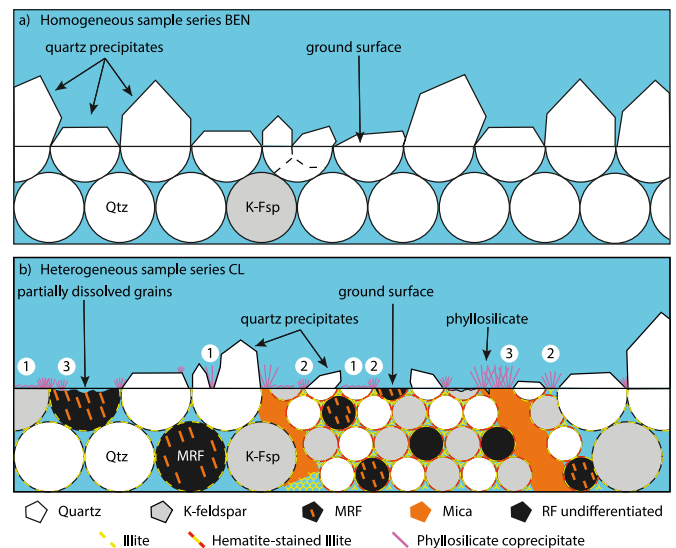 a) Homogeneous sample series BEN
quartz precipitates
ground surface
Qtz
K-Fsp
b) Heterogeneous sample series CL
partially dissolved grains
ground surface
quartz precipitates
phyllosilicate
1 3 1 2 1 2 3 2
Qtz
MRF
K-Fsp
Quartz K-feldspar MRF Mica RF undifferentiated
Illite Hematite-stained Illite Phyllosilicate coprecipitate